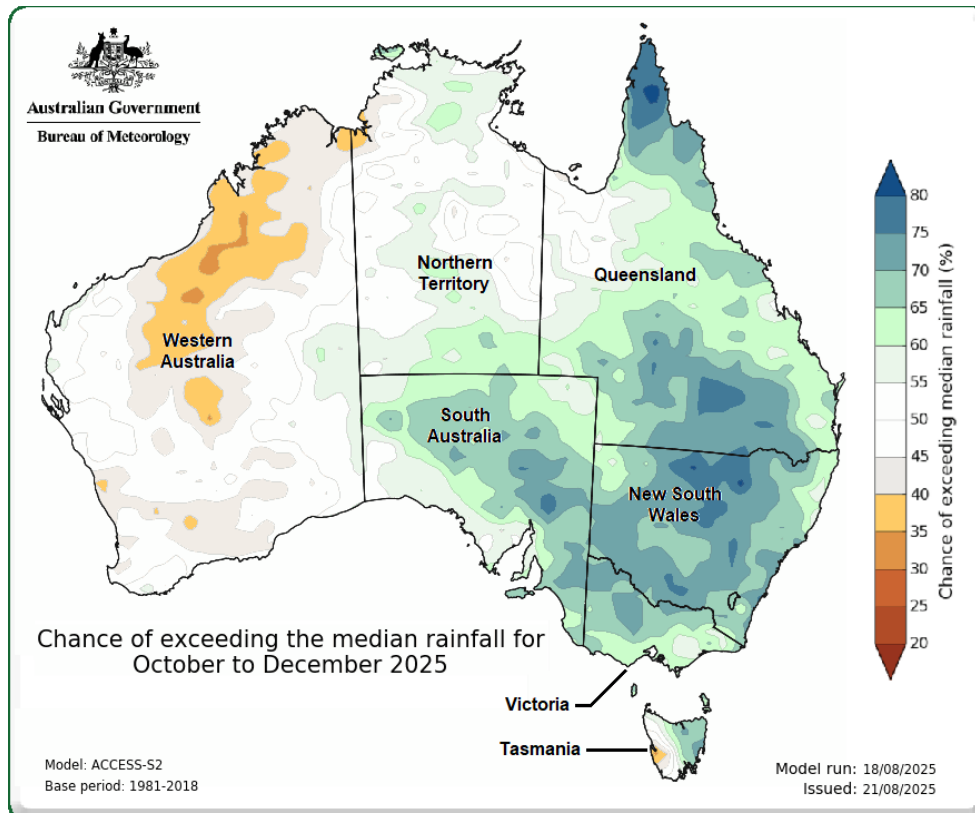 Australian Government
Bureau of Meteorology
Northern
Territory
Queensland
Western
Australia
South
Australia
New South
Wales
80
75
70
65
60
55
50
45
40
35
30
25
20
Chance of exceeding median rainfall (%)
Chance of exceeding the median rainfall for
October to December 2025
Victoria
Tasmania
Model: ACCESS-S2
Base period: 1981-2018
Model run: 18/08/2025
Issued: 21/08/2025